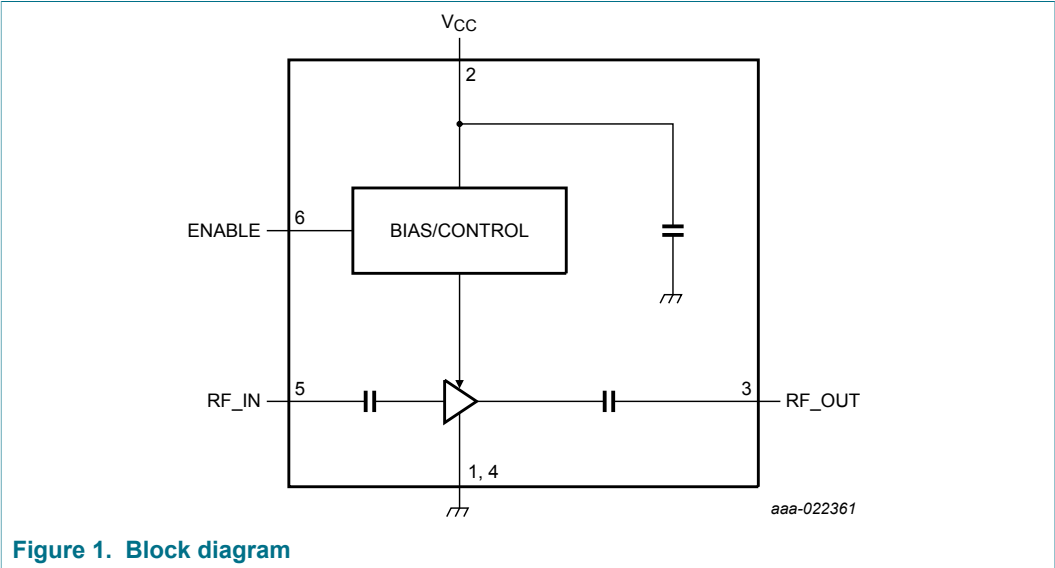 VCC
2
ENABLE
6
BIAS/CONTROL
RF_IN
5
3
RF_OUT
1, 4
aaa-022361
Figure 1. Block diagram